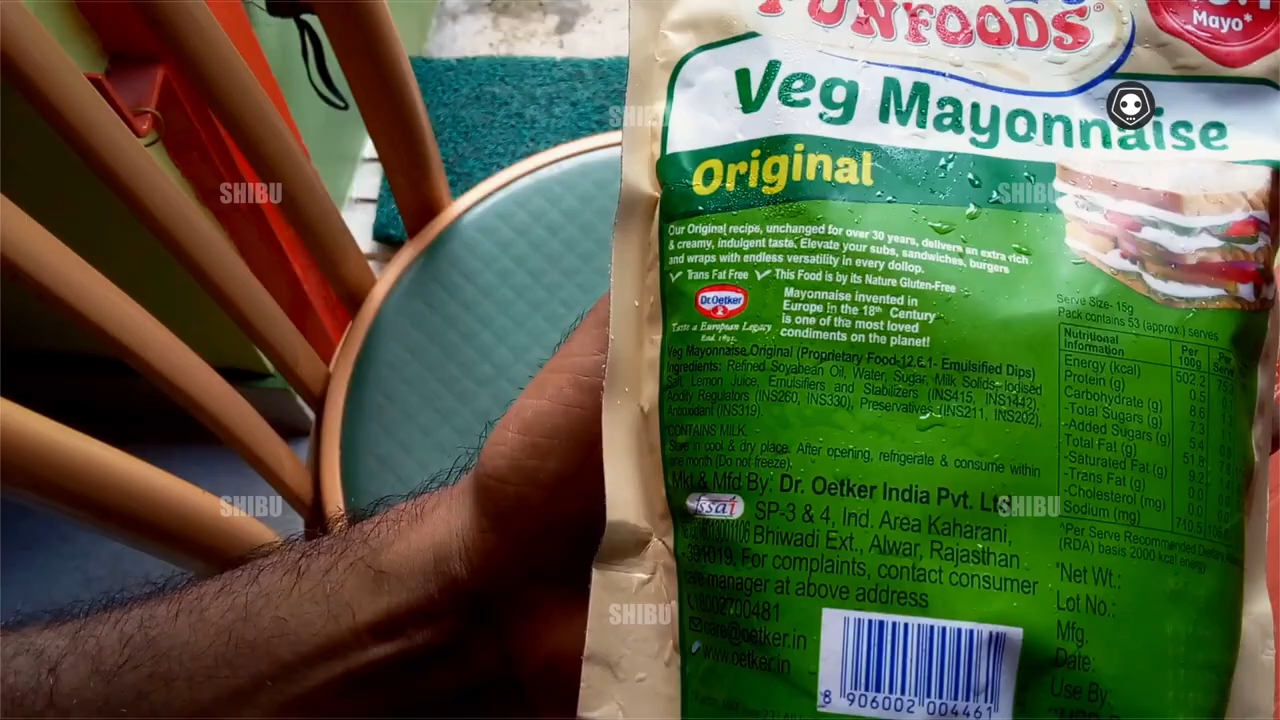 FUNFOODS
Mayo*
Veg Mayonnaise
Original
Our Original recipe, unchanged for over 30 years, delivers an extra rich
& creamy, indulgent taste. Elevate your subs, sandwiches, burgers
and wraps with endless versatility in every dollop.
Trans Fat Free This Food is by its Nature Gluten-Free
Dr.Oetker
Taste a European Legacy
Estd. 1891.
Mayonnaise invented in
Europe in the 18th Century
is one of the most loved
condiments on the planet!
Veg Mayonnaise Original (Proprietary Food-12.6.1- Emulsified Dips)
Ingredients: Refined Soyabean Oil, Water, Sugar, Milk Solids, Iodised
Salt, Lemon Juice, Emulsifiers and Stabilizers (INS415, INS1442),
Acidity Regulators (INS260, INS330), Preservatives (INS211, INS202),
Antioxidant (INS319).
CONTAINS MILK.
Store in cool & dry place. After opening, refrigerate & consume within
one month (Do not freeze).
Mkt & Mfd By: Dr. Oetker India Pvt. Ltd
fssai
SP-3 & 4, Ind. Area Kaharani,
Bhiwadi Ext., Alwar, Rajasthan
-301019. For complaints, contact consumer
care manager at above address
18002700481
care@oetker.in
www.oetker.in
8 906002 004461
Serve Size- 15g
Pack contains 53 (approx.) serves
Nutritional Information Per 100g Per Serve
Energy (kcal) 502.2
Protein (g) 0.5
Carbohydrate (g) 8.6
-Total Sugars (g) 7.3
-Added Sugars (g) 5.4
Total Fat (g) 51.8
-Saturated Fat (g) 9.2
-Trans Fat (g) 0.0
-Cholesterol (mg) 0.0
Sodium (mg) 710.5
^Per Serve Recommended Dietary
(RDA) basis 2000 kcal energy)
*Net Wt.:
Lot No.:
Mfg.
Date:
Use By:
SHIBU
SHIBU
SHIBU
SHIBU
SHIBU
SHIBU